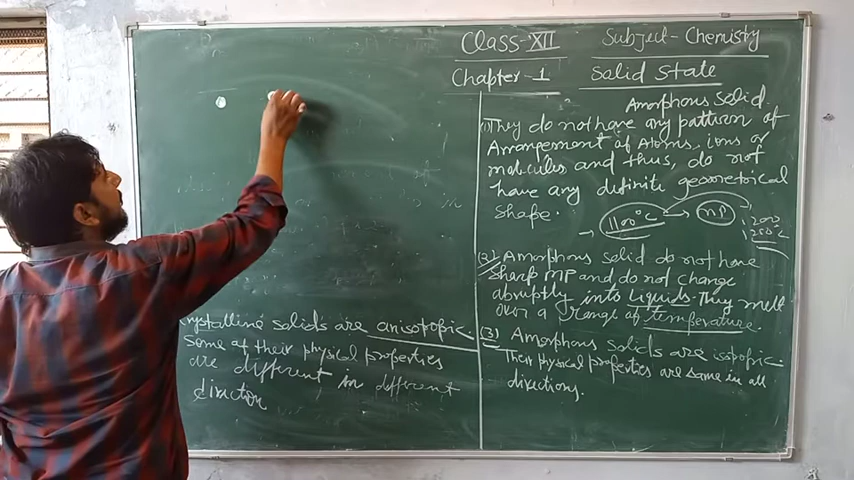 Class-XII Subject-Chemistry
Chapter-1 Solid State
Amorphous Solid.
(1) They do not have any pattern of
Arrangement of Atoms, ions or
molecules and thus, do not
have any definite geometrical
shape.
→ 1100°C → MP
1200
1250°C
(2) Amorphous solid do not have
sharp MP and do not change
abruptly into Liquids. They melt
over a range of temperature.
(3) Amorphous solids are isotropic.
Their physical properties are same in all
directions.
Crystalline solids are anisotropic.
Some of their physical properties
are different in different
direction